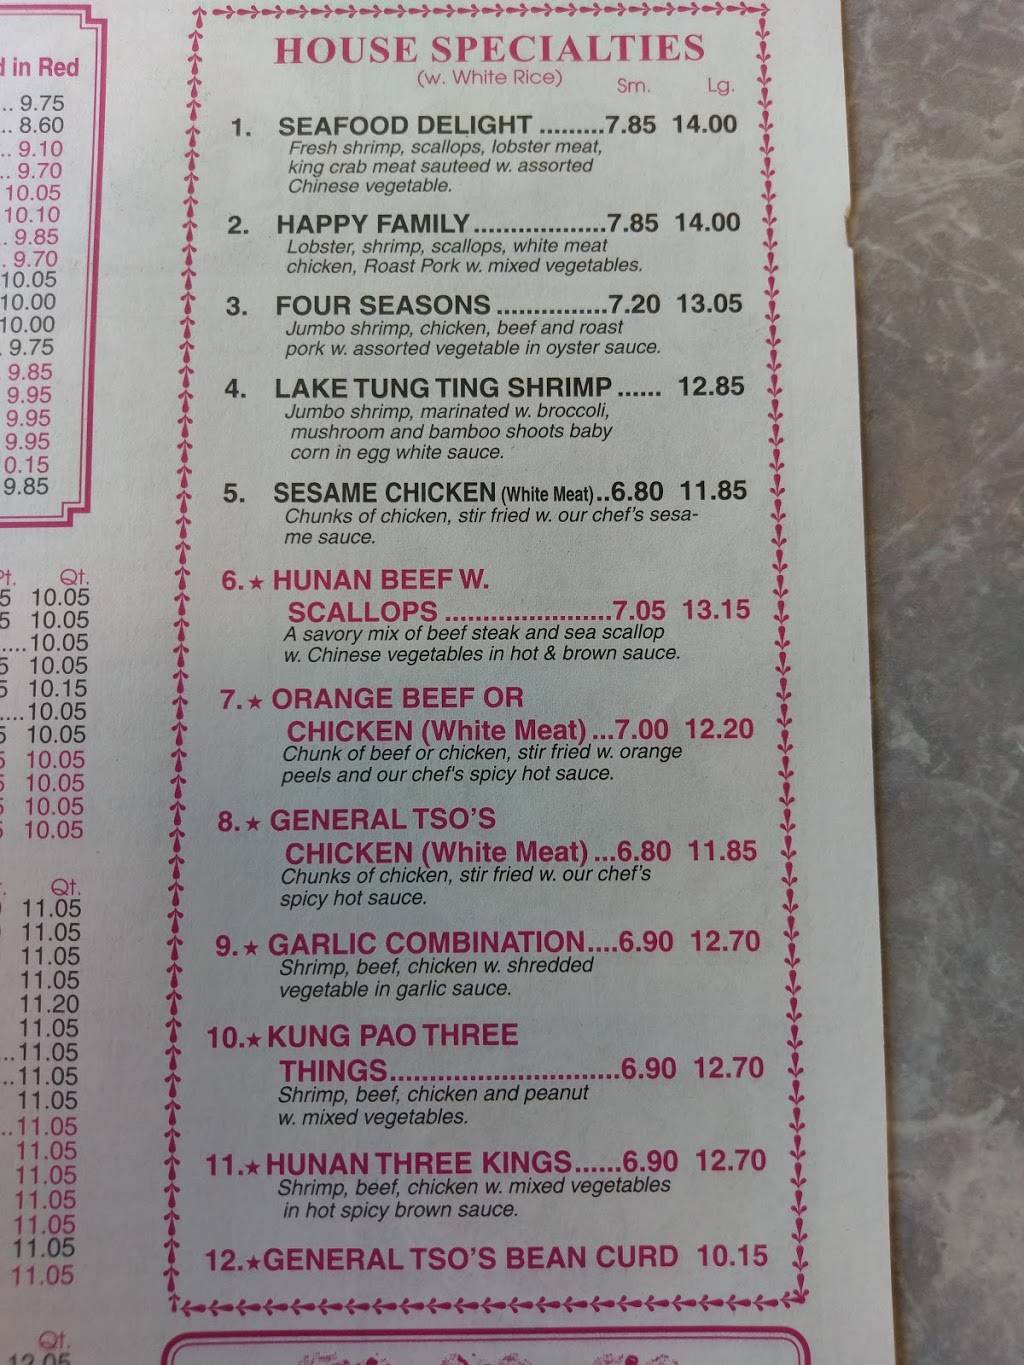 d in Red
.. 9.75
.. 8.60
.. 9.10
.. 9.70
10.05
10.10
.. 9.85
.. 9.70
10.05
10.00
10.00
. 9.75
9.85
9.95
9.95
9.95
0.15
9.85
Pt. Qt.
5 10.05
5 10.05
....10.05
5 10.05
5 10.15
....10.05
5 10.05
5 10.05
5 10.05
5 10.05
5 10.05
Qt.
11.05
11.05
11.05
11.05
11.20
11.05
...11.05
...11.05
11.05
..11.05
11.05
11.05
11.05
11.05
11.05
11.05
Qt.
12.05
HOUSE SPECIALTIES
(w. White Rice)
Sm. Lg.
1. SEAFOOD DELIGHT .........7.85 14.00
Fresh shrimp, scallops, lobster meat,
king crab meat sauteed w. assorted
Chinese vegetable.
2. HAPPY FAMILY..................7.85 14.00
Lobster, shrimp, scallops, white meat
chicken, Roast Pork w. mixed vegetables.
3. FOUR SEASONS ...............7.20 13.05
Jumbo shrimp, chicken, beef and roast
pork w. assorted vegetable in oyster sauce.
4. LAKE TUNG TING SHRIMP ...... 12.85
Jumbo shrimp, marinated w. broccoli,
mushroom and bamboo shoots baby
corn in egg white sauce.
5. SESAME CHICKEN (White Meat)..6.80 11.85
Chunks of chicken, stir fried w. our chef's sesa-
me sauce.
6.★ HUNAN BEEF W.
SCALLOPS .......................7.05 13.15
A savory mix of beef steak and sea scallop
w. Chinese vegetables in hot & brown sauce.
7.★ ORANGE BEEF OR
CHICKEN (White Meat) ...7.00 12.20
Chunk of beef or chicken, stir fried w. orange
peels and our chef's spicy hot sauce.
8.★ GENERAL TSO'S
CHICKEN (White Meat) ...6.80 11.85
Chunks of chicken, stir fried w. our chef's
spicy hot sauce.
9.★ GARLIC COMBINATION....6.90 12.70
Shrimp, beef, chicken w. shredded
vegetable in garlic sauce.
10.★ KUNG PAO THREE
THINGS..............................6.90 12.70
Shrimp, beef, chicken and peanut
w. mixed vegetables.
11.★ HUNAN THREE KINGS......6.90 12.70
Shrimp, beef, chicken w. mixed vegetables
in hot spicy brown sauce.
12.★GENERAL TSO'S BEAN CURD 10.15